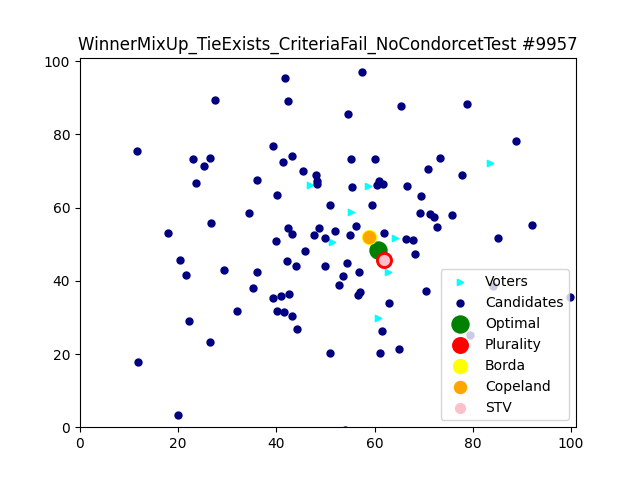 WinnerMixUp_TieExists_CriteriaFail_NoCondorcetTest #9957
100
80
60
40
20
0
0 20 40 60 80 100
Voters
Candidates
Optimal
Plurality
Borda
Copeland
STV